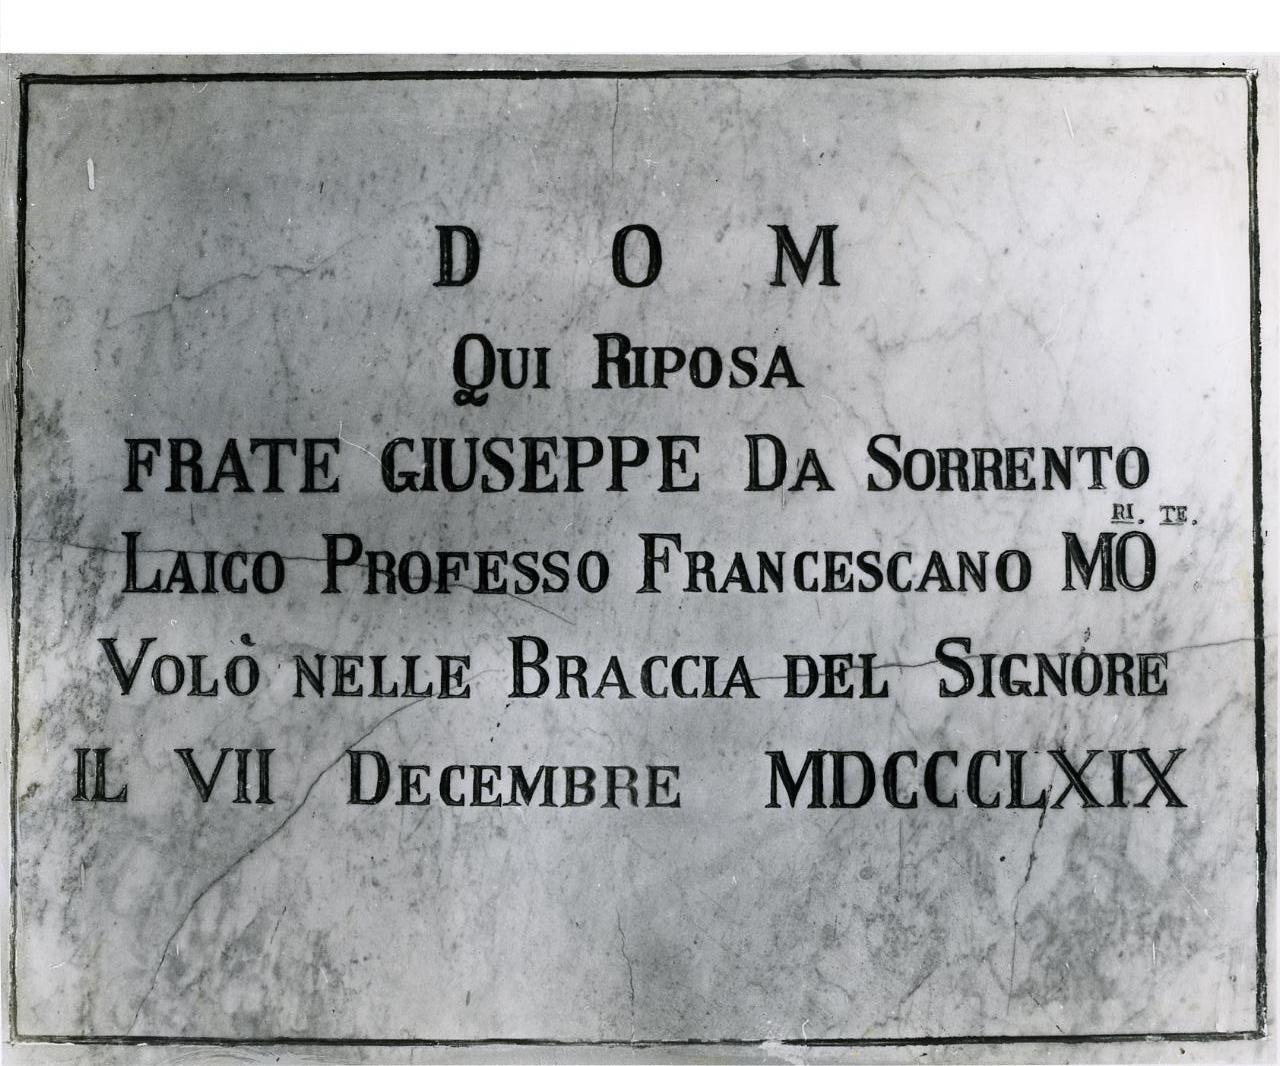 D O M
QUI RIPOSA
FRATE GIUSEPPE DA SORRENTO
RI. TE.
LAICO PROFESSO FRANCESCANO MO
VOLÒ NELLE BRACCIA DEL SIGNORE
IL VII DECEMBRE MDCCCLXIX